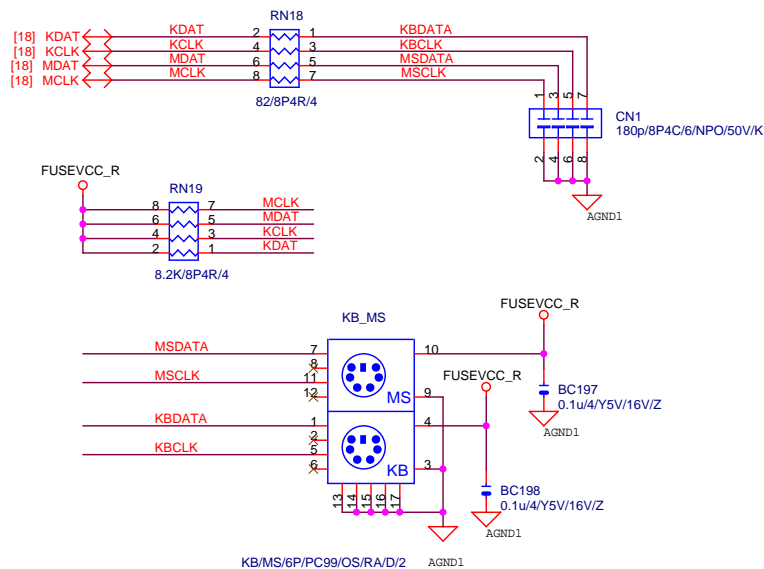 RN18
[18] KDAT KDAT 2 1 KBDATA
[18] KCLK KCLK 4 3 KBCLK
[18] MDAT MDAT 6 5 MSDATA
[18] MCLK MCLK 8 7 MSCLK
82/8P4R/4
1 3 5 7
CN1
180p/8P4C/6/NPO/50V/K
2 4 6 8
AGND1
FUSEVCC_R
RN19
8 7 MCLK
6 5 MDAT
4 3 KCLK
2 1 KDAT
8.2K/8P4R/4
FUSEVCC_R
KB_MS
MSDATA 7 10
8
MSCLK 11
12 MS 9
FUSEVCC_R
BC197
0.1u/4/Y5V/16V/Z
AGND1
KBDATA 1 4
2
KBCLK 5
6 KB 3
13 14 15 16 17
BC198
0.1u/4/Y5V/16V/Z
AGND1
KB/MS/6P/PC99/OS/RA/D/2
AGND1